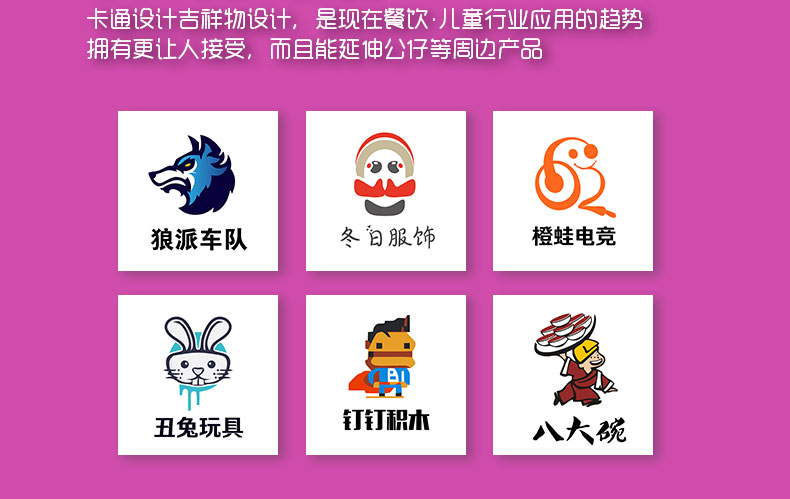 卡通设计吉祥物设计，是现在餐饮·儿童行业应用的趋势
拥有更让人接受，而且能延伸公仔等周边产品
狼派车队
冬日服饰
橙蛙电竞
丑兔玩具
钉钉积木
八大碗